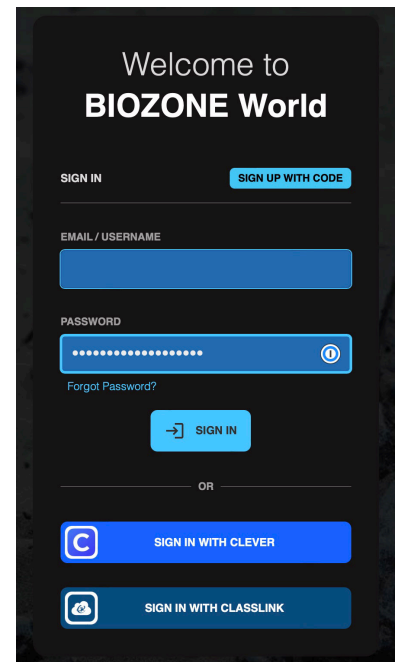 Welcome to
BIOZONE World
SIGN IN
SIGN UP WITH CODE
EMAIL / USERNAME
PASSWORD
•••••••••••••••••••
Forgot Password?
SIGN IN
OR
C SIGN IN WITH CLEVER
SIGN IN WITH CLASSLINK